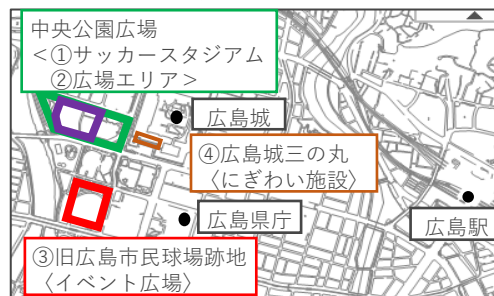 中央公園広場
＜①サッカースタジアム
②広場エリア＞
広島城
④広島城三の丸
〈にぎわい施設〉
広島県庁
広島駅
③旧広島市民球場跡地
〈イベント広場〉